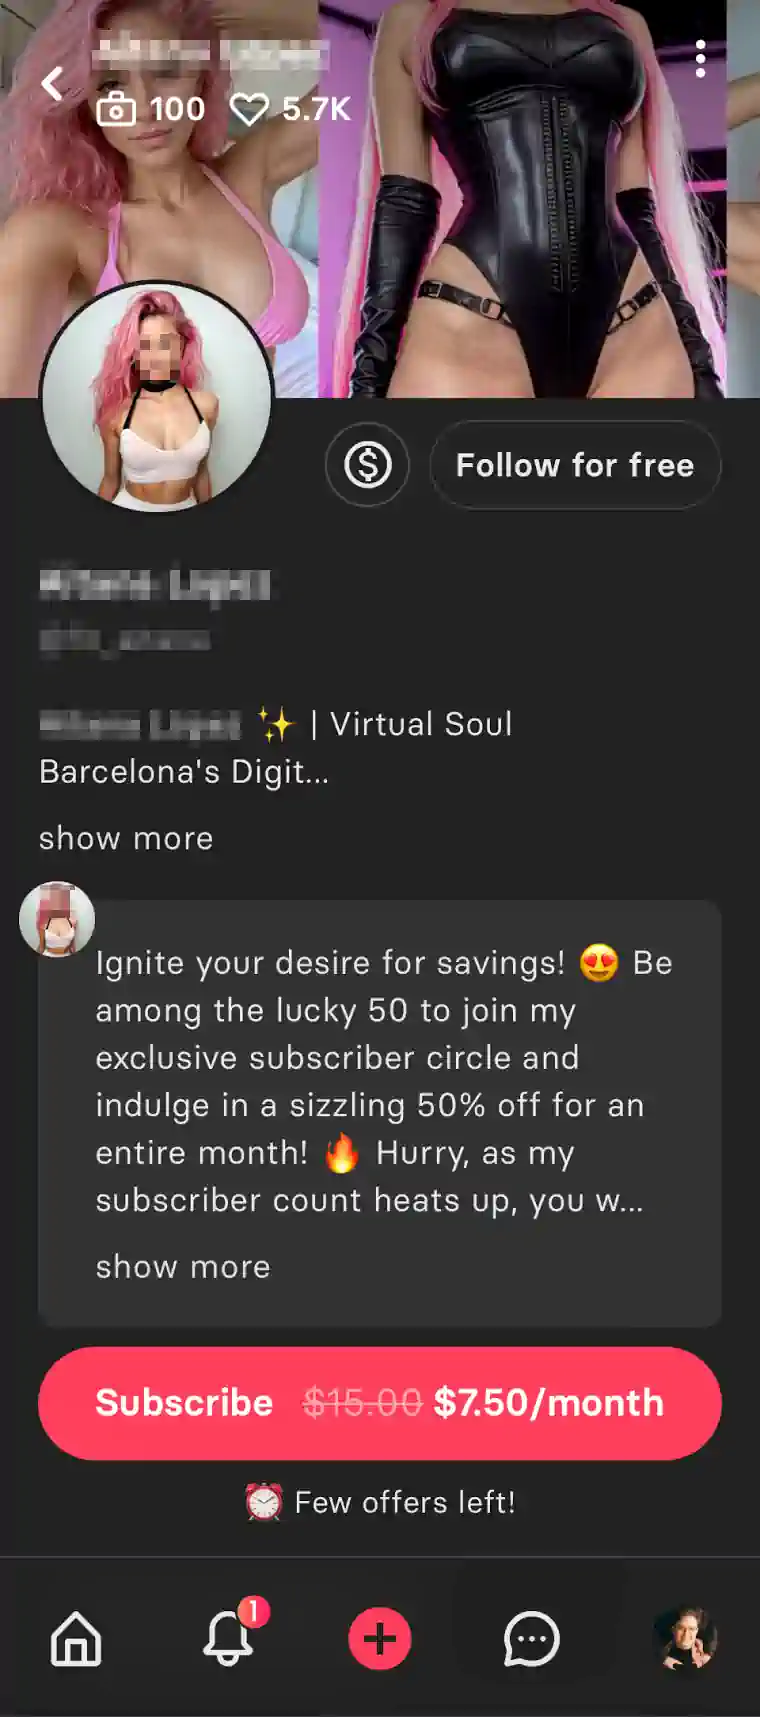 100 5.7K
Follow for free
✨ | Virtual Soul
Barcelona's Digit...
show more
Ignite your desire for savings! 😍 Be
among the lucky 50 to join my
exclusive subscriber circle and
indulge in a sizzling 50% off for an
entire month! 🔥 Hurry, as my
subscriber count heats up, you w...
show more
Subscribe $15.00 $7.50/month
⏰ Few offers left!
1